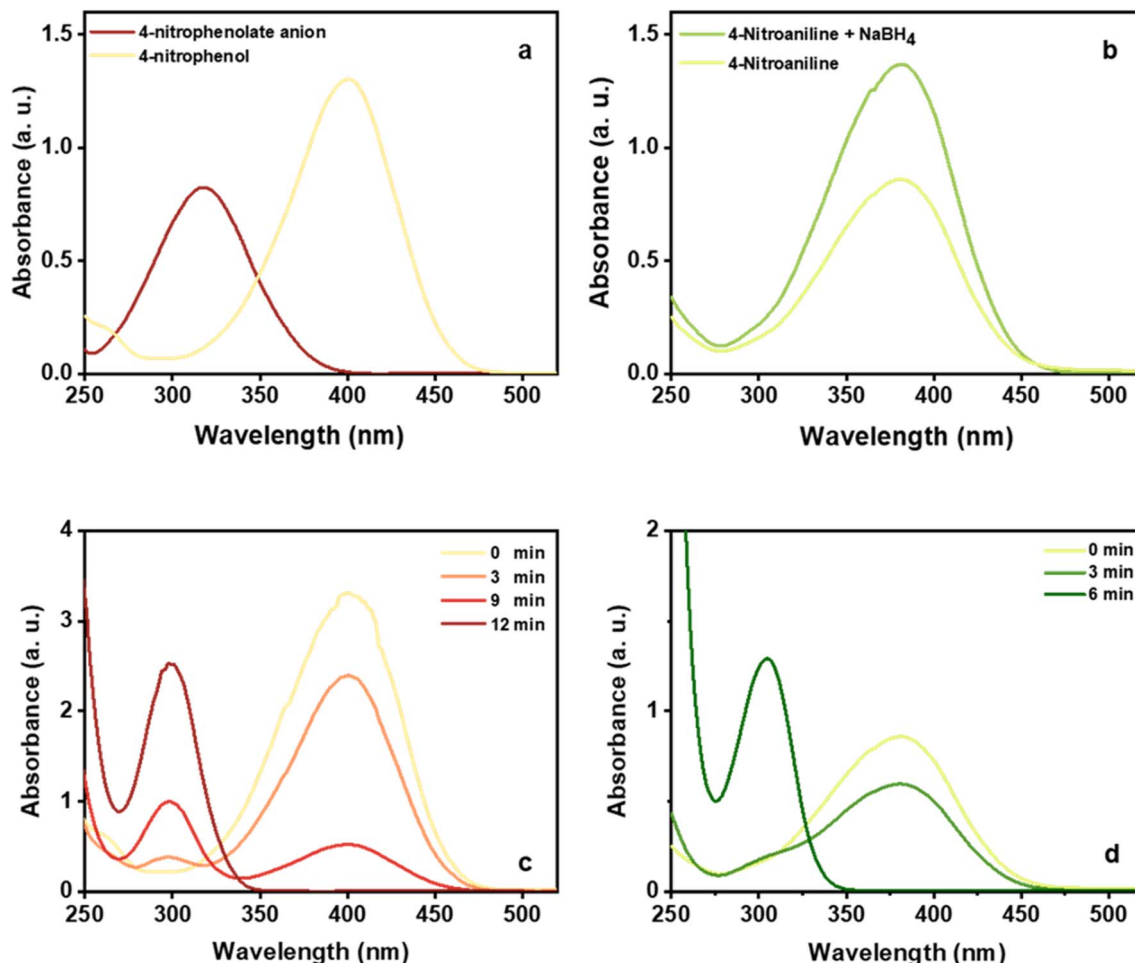 4-nitrophenolate anion
4-nitrophenol
a
1.5
1.0
0.5
0.0
Absorbance (a. u.)
250 300 350 400 450 500
Wavelength (nm)
4-Nitroaniline + NaBH4
4-Nitroaniline
b
1.5
1.0
0.5
0.0
Absorbance (a. u.)
250 300 350 400 450 500
Wavelength (nm)
0 min
3 min
9 min
12 min
c
4
3
2
1
0
Absorbance (a. u.)
250 300 350 400 450 500
Wavelength (nm)
0 min
3 min
6 min
d
2
1
0
Absorbance (a. u.)
250 300 350 400 450 500
Wavelength (nm)